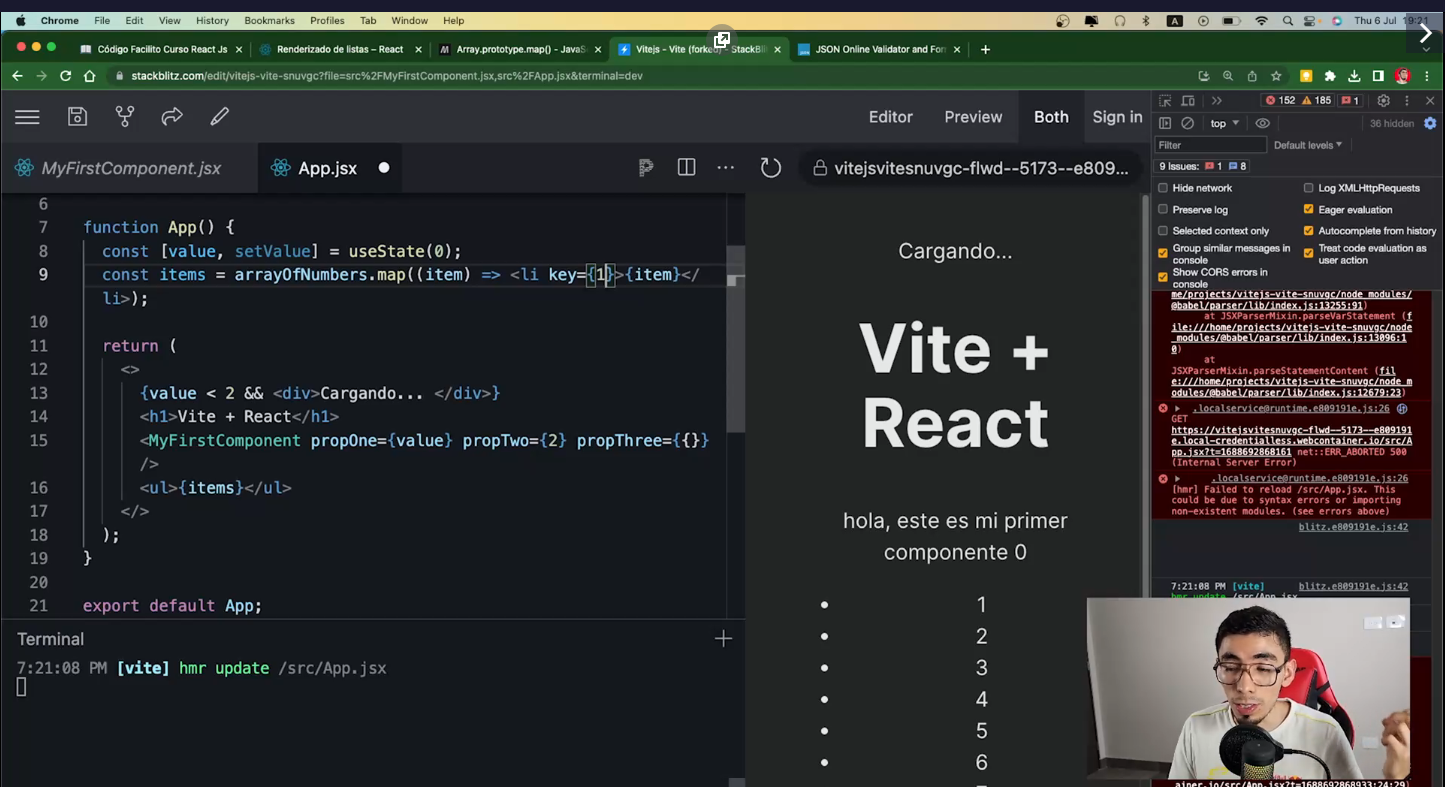 Chrome File Edit View History Bookmarks Profiles Tab Window Help
A Thu 6 Jul 19:21
Código Facilito Curso React Js
Renderizado de listas – React
Array.prototype.map() - JavaS
Vitejs - Vite (forked) - StackBli
JSON Online Validator and For
stackblitz.com/edit/vitejs-vite-snuvgc?file=src%2FMyFirstComponent.jsx,src%2FApp.jsx&terminal=dev
Editor Preview Both Sign in
MyFirstComponent.jsx
App.jsx
vitejsvitesnuvgc-flwd--5173--e809...
6
7 function App() {
8 const [value, setValue] = useState(0);
9 const items = arrayOfNumbers.map((item) => <li key={1}>{item}</
li>);
10
11 return (
12 <>
13 {value < 2 && <div>Cargando... </div>}
14 <h1>Vite + React</h1>
15 <MyFirstComponent propOne={value} propTwo={2} propThree={{}}
/>
16 <ul>{items}</ul>
17 </>
18 );
19 }
20
21 export default App;
Terminal
7:21:08 PM [vite] hmr update /src/App.jsx
Cargando...
Vite +
React
hola, este es mi primer
componente 0
1
2
3
4
5
6
152 185 1
top 36 hidden
Filter Default levels
9 Issues: 1 8
Hide network Log XMLHttpRequests
Preserve log Eager evaluation
Selected context only Autocomplete from history
Group similar messages in
console
Treat code evaluation as
user action
Show CORS errors in
console
me/projects/vitejs-vite-snuvgc/node_modules/
@babel/parser/lib/index.js:13255:91)
at JSXParserMixin.parseVarStatement (f
ile:///home/projects/vitejs-vite-snuvgc/node
_modules/@babel/parser/lib/index.js:13096:1
0)
at
JSXParserMixin.parseStatementContent (fil
e:///home/projects/vitejs-vite-snuvgc/node_m
odules/@babel/parser/lib/index.js:12679:23)
.localservice@runtime.e809191e.js:26
GET
https://vitejsvitesnuvgc-flwd--5173--e809191
e.local-credentialless.webcontainer.io/src/A
pp.jsx?t=1688692868161 net::ERR_ABORTED 500
(Internal Server Error)
.localservice@runtime.e809191e.js:26
[hmr] Failed to reload /src/App.jsx. This
could be due to syntax errors or importing
non-existent modules. (see errors above)
blitz.e809191e.js:42
7:21:08 PM [vite] blitz.e809191e.js:42
hmr update /src/App.jsx
ainer.io/src/App.jsx?t=1688692868933:24:29)